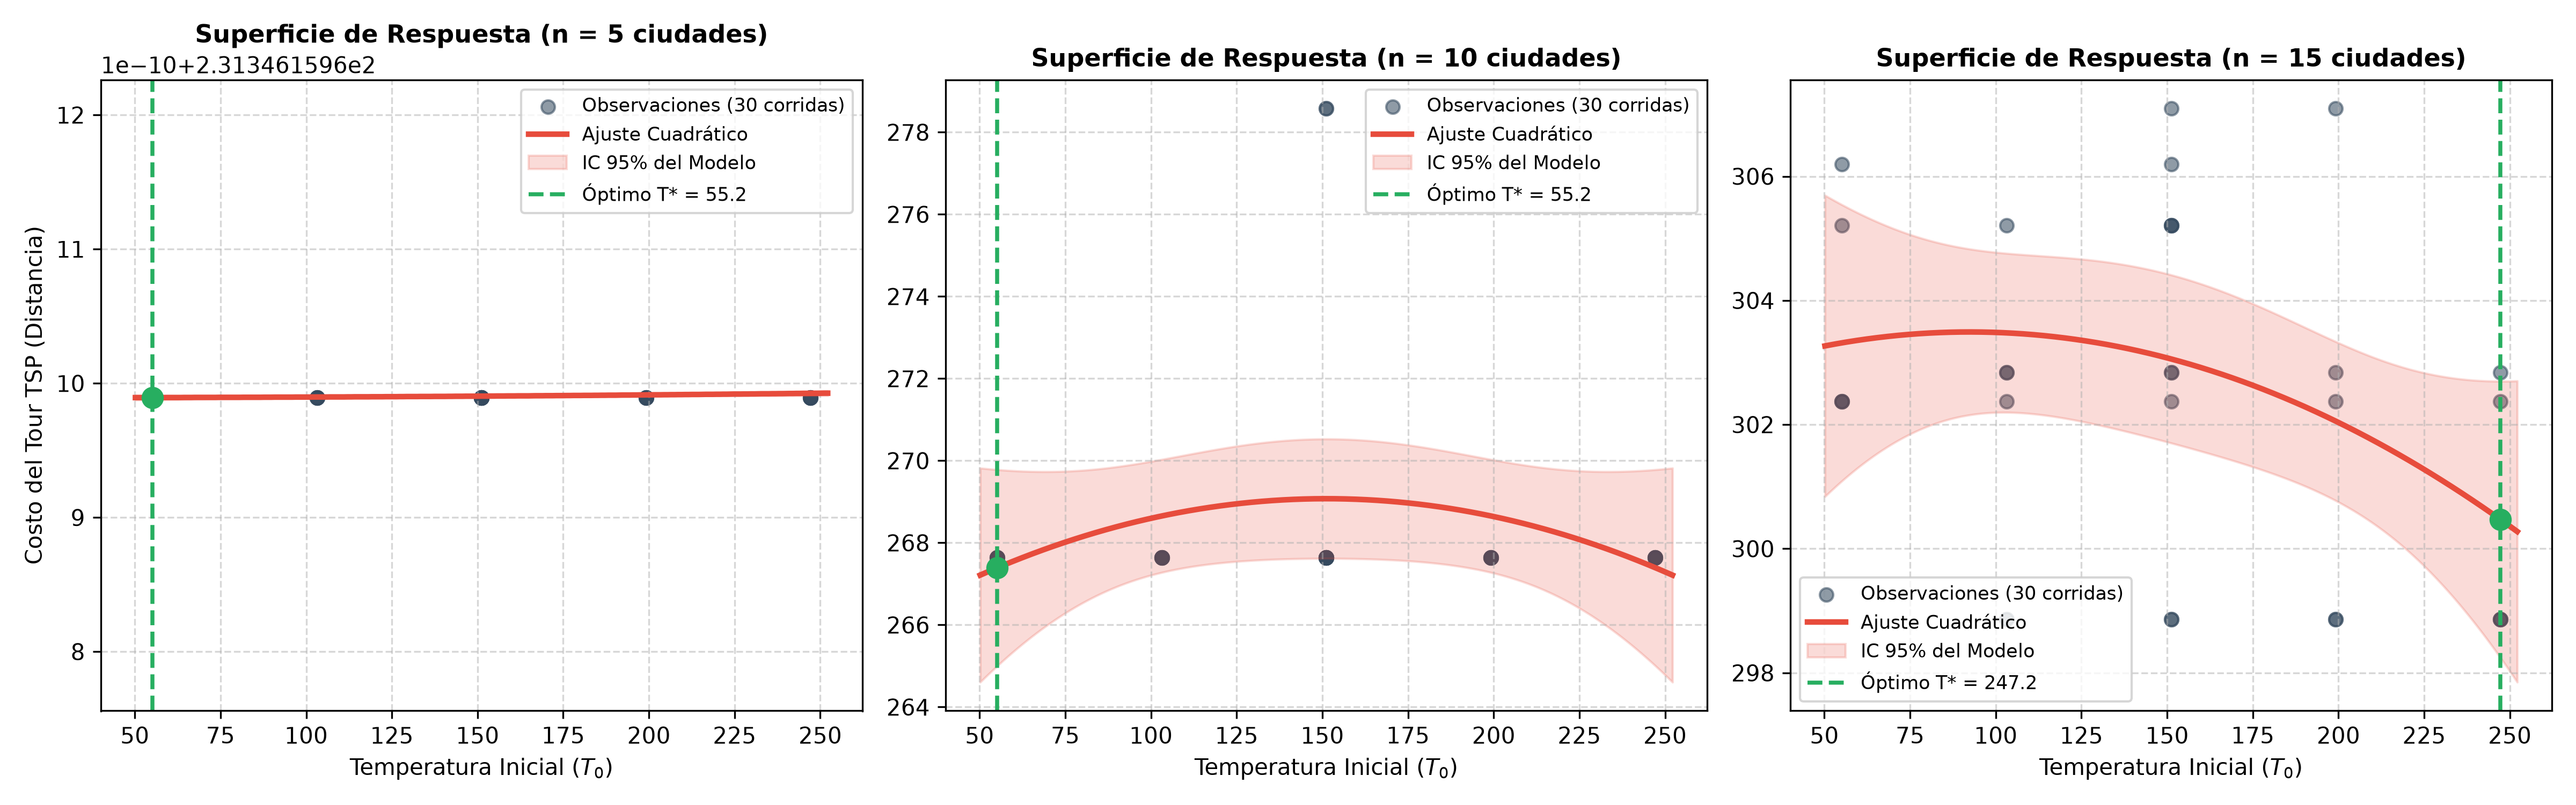 Superficie de Respuesta (n = 5 ciudades)
1e−10+2.313461596e2
12
11
10
9
8
Costo del Tour TSP (Distancia)
50 75 100 125 150 175 200 225 250
Temperatura Inicial (T₀)
Observaciones (30 corridas)
Ajuste Cuadrático
IC 95% del Modelo
Óptimo T* = 55.2
Superficie de Respuesta (n = 10 ciudades)
278
276
274
272
270
268
266
264
50 75 100 125 150 175 200 225 250
Temperatura Inicial (T₀)
Observaciones (30 corridas)
Ajuste Cuadrático
IC 95% del Modelo
Óptimo T* = 55.2
Superficie de Respuesta (n = 15 ciudades)
306
304
302
300
298
50 75 100 125 150 175 200 225 250
Temperatura Inicial (T₀)
Observaciones (30 corridas)
Ajuste Cuadrático
IC 95% del Modelo
Óptimo T* = 247.2